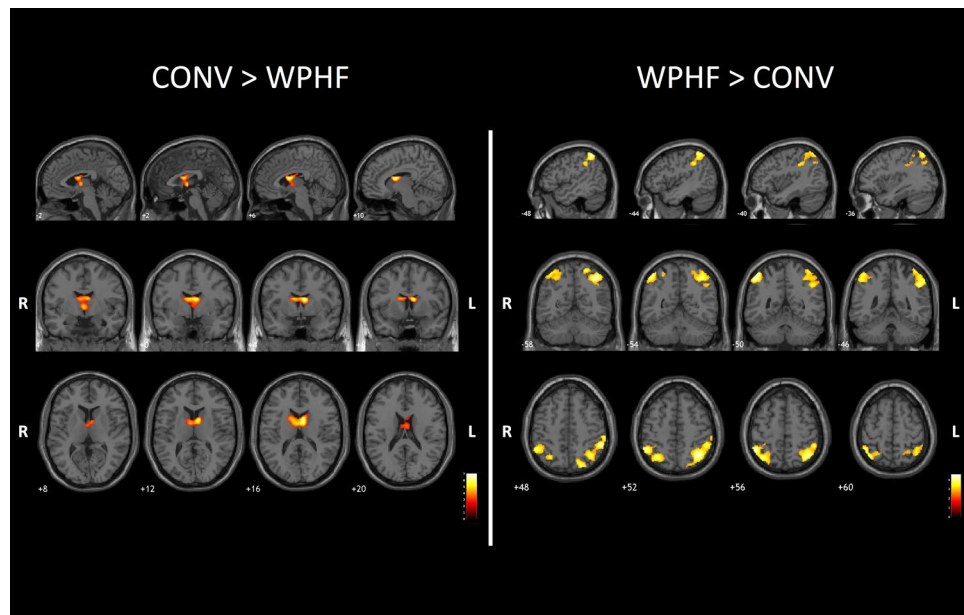 CONV > WPHF
WPHF > CONV
-2 +2 +6 +10
-48 -44 -40 -36
R L
-58 -54 -50 -46
R L
R L
+8 +12 +16 +20
R L
+48 +52 +56 +60